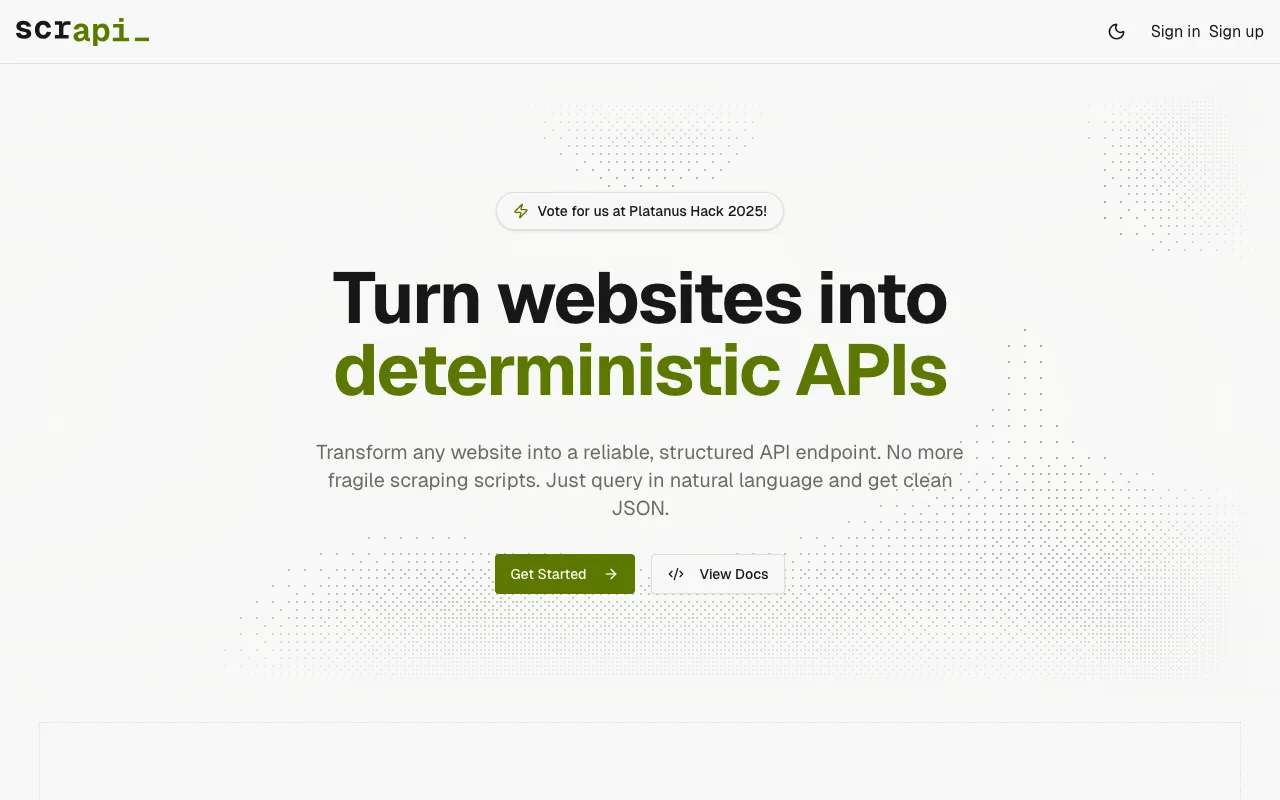 scrapi_
Sign in Sign up
Vote for us at Platanus Hack 2025!
Turn websites into
deterministic APIs
Transform any website into a reliable, structured API endpoint. No more
fragile scraping scripts. Just query in natural language and get clean
JSON.
Get Started → </> View Docs